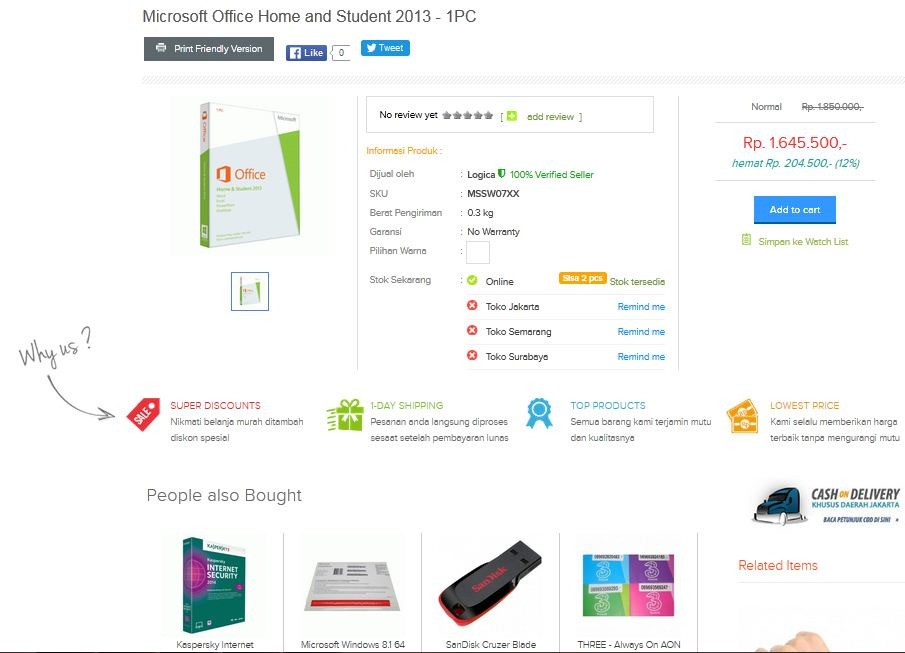 Microsoft Office Home and Student 2013 - 1PC
Print Friendly Version
Like
0
Tweet
No review yet
[ add review ]
Normal
Rp. 1.850.000,-
Rp. 1.645.500,-
hemat Rp. 204.500,- (12%)
Add to cart
Simpan ke Watch List
Microsoft
Office
Office
Home & Student 2013
Informasi Produk :
Dijual oleh : Logica 100% Verified Seller
SKU : MSSW07XX
Berat Pengiriman : 0.3 kg
Garansi : No Warranty
Pilihan Warna :
Stok Sekarang : Online Sisa 2 pcs Stok tersedia
Toko Jakarta Remind me
Toko Semarang Remind me
Toko Surabaya Remind me
Why us?
SALE
SUPER DISCOUNTS
Nikmati belanja murah ditambah
diskon spesial
1-DAY SHIPPING
Pesanan anda langsung diproses
sesaat setelah pembayaran lunas
TOP PRODUCTS
Semua barang kami terjamin mutu
dan kualitasnya
Rp
LOWEST PRICE
Kami selalu memberikan harga
terbaik tanpa mengurangi mutu
People also Bought
CASH ON DELIVERY
KHUSUS DAERAH JAKARTA
BACA PETUNJUK COD DI SINI »
Related Items
KASPERSKY
Kaspersky
INTERNET
SECURITY
2014
SanDisk
Kaspersky Internet
Microsoft Windows 8.1 64
SanDisk Cruzer Blade
THREE - Always On AON